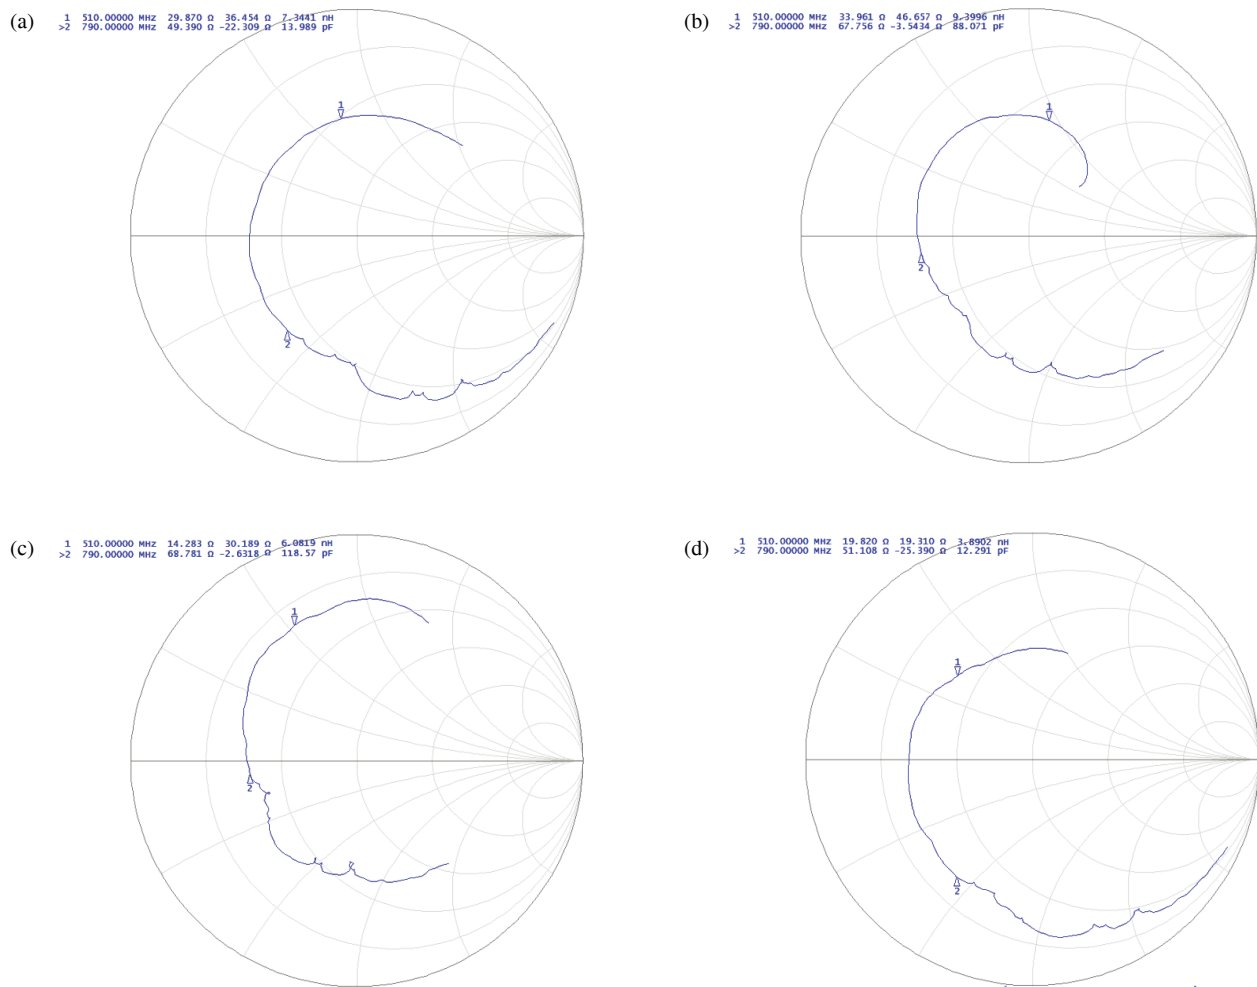 (a)
1 510.00000 MHz 29.870 Ω 36.454 Ω 7.3441 nH
>2 790.00000 MHz 49.390 Ω -22.309 Ω 13.989 pF
1
2
(b)
1 510.00000 MHz 33.961 Ω 46.657 Ω 9.3996 nH
>2 790.00000 MHz 67.756 Ω -3.5434 Ω 88.071 pF
1
2
(c)
1 510.00000 MHz 14.283 Ω 30.189 Ω 6.0819 nH
>2 790.00000 MHz 68.781 Ω -2.6318 Ω 118.57 pF
1
2
(d)
1 510.00000 MHz 19.820 Ω 19.310 Ω 3.8902 nH
>2 790.00000 MHz 51.108 Ω -25.390 Ω 12.291 pF
1
2